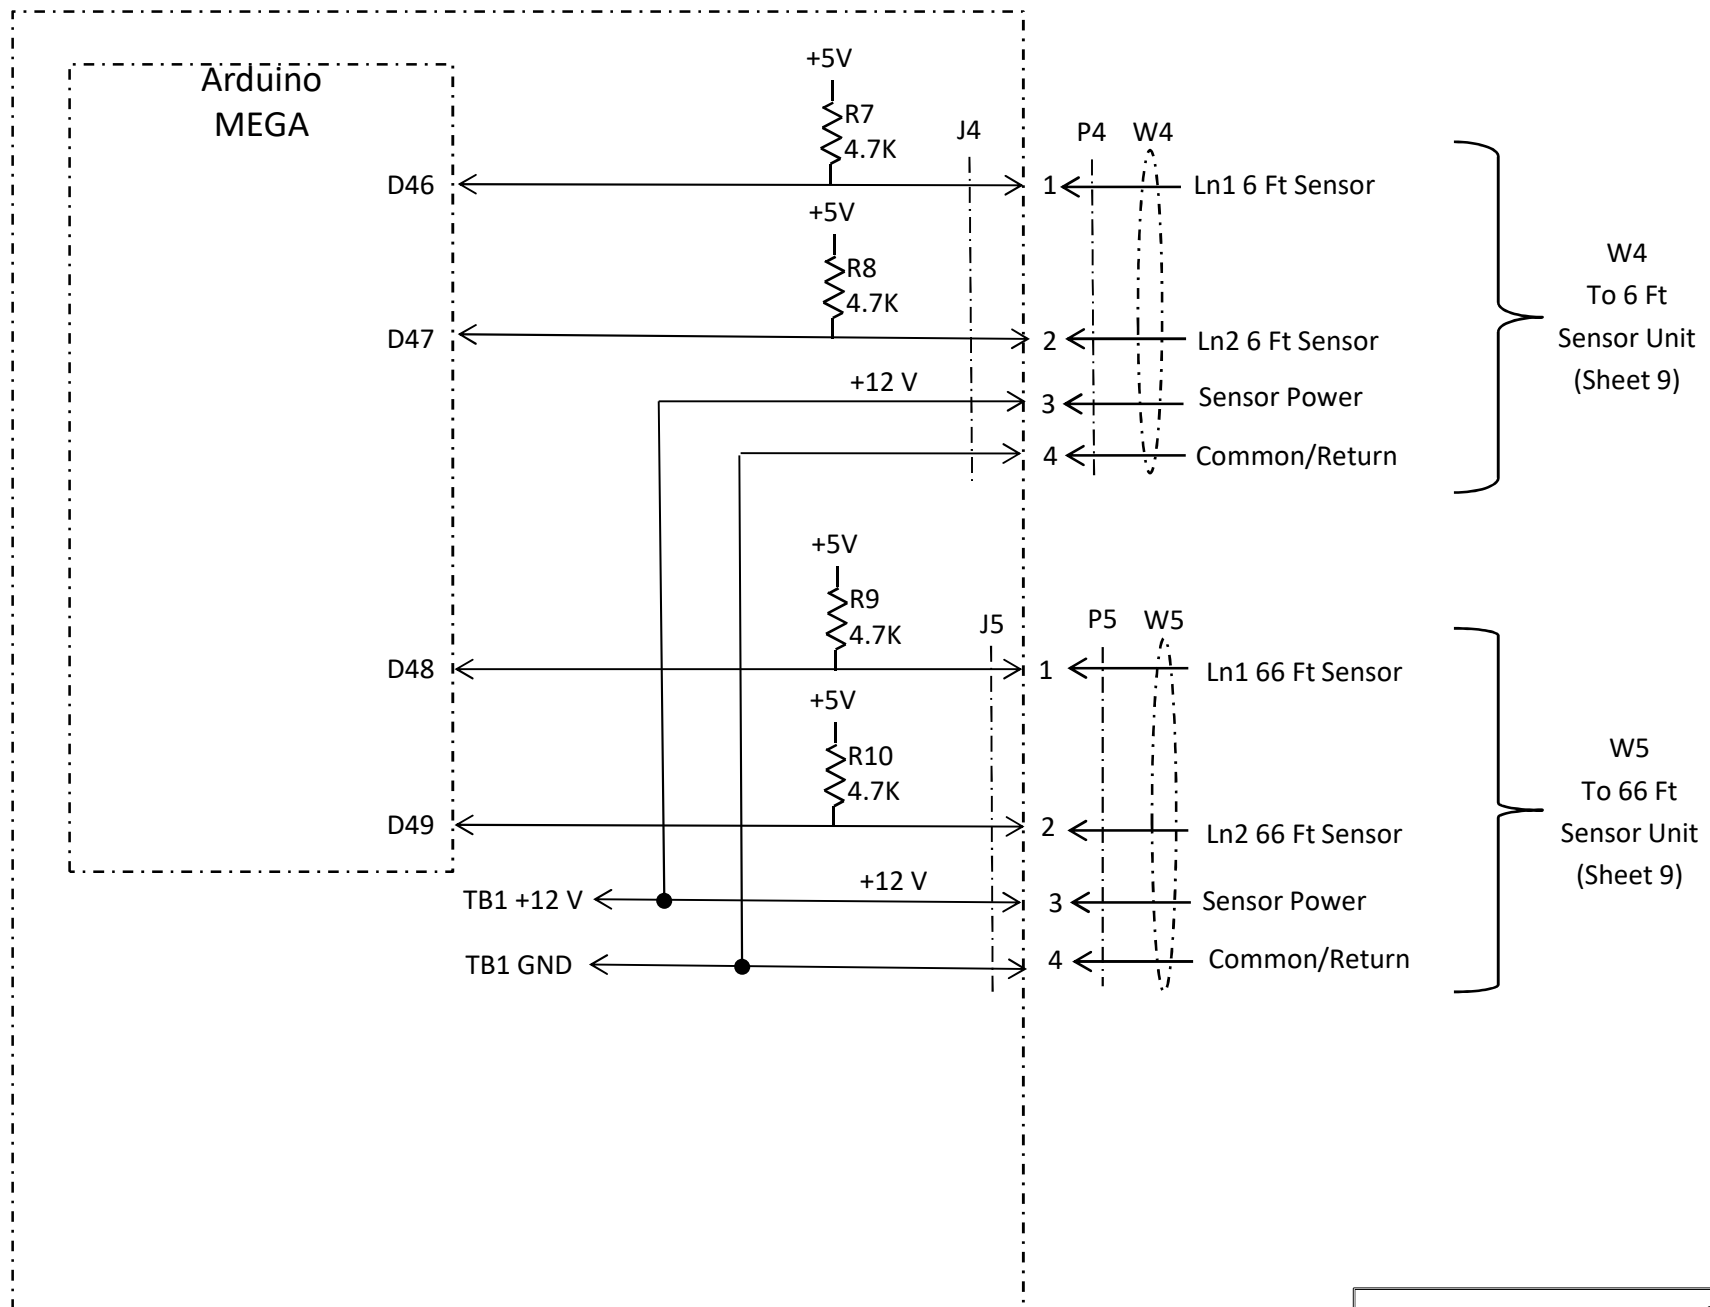 Arduino
MEGA
+5V
R7
4.7K
J4
P4
W4
D46
1
Ln1 6 Ft Sensor
+5V
R8
4.7K
D47
2
Ln2 6 Ft Sensor
+12 V
3
Sensor Power
4
Common/Return
W4
To 6 Ft
Sensor Unit
(Sheet 9)
+5V
R9
4.7K
J5
P5
W5
D48
1
Ln1 66 Ft Sensor
+5V
R10
4.7K
D49
2
Ln2 66 Ft Sensor
TB1 +12 V
+12 V
3
Sensor Power
TB1 GND
4
Common/Return
W5
To 66 Ft
Sensor Unit
(Sheet 9)